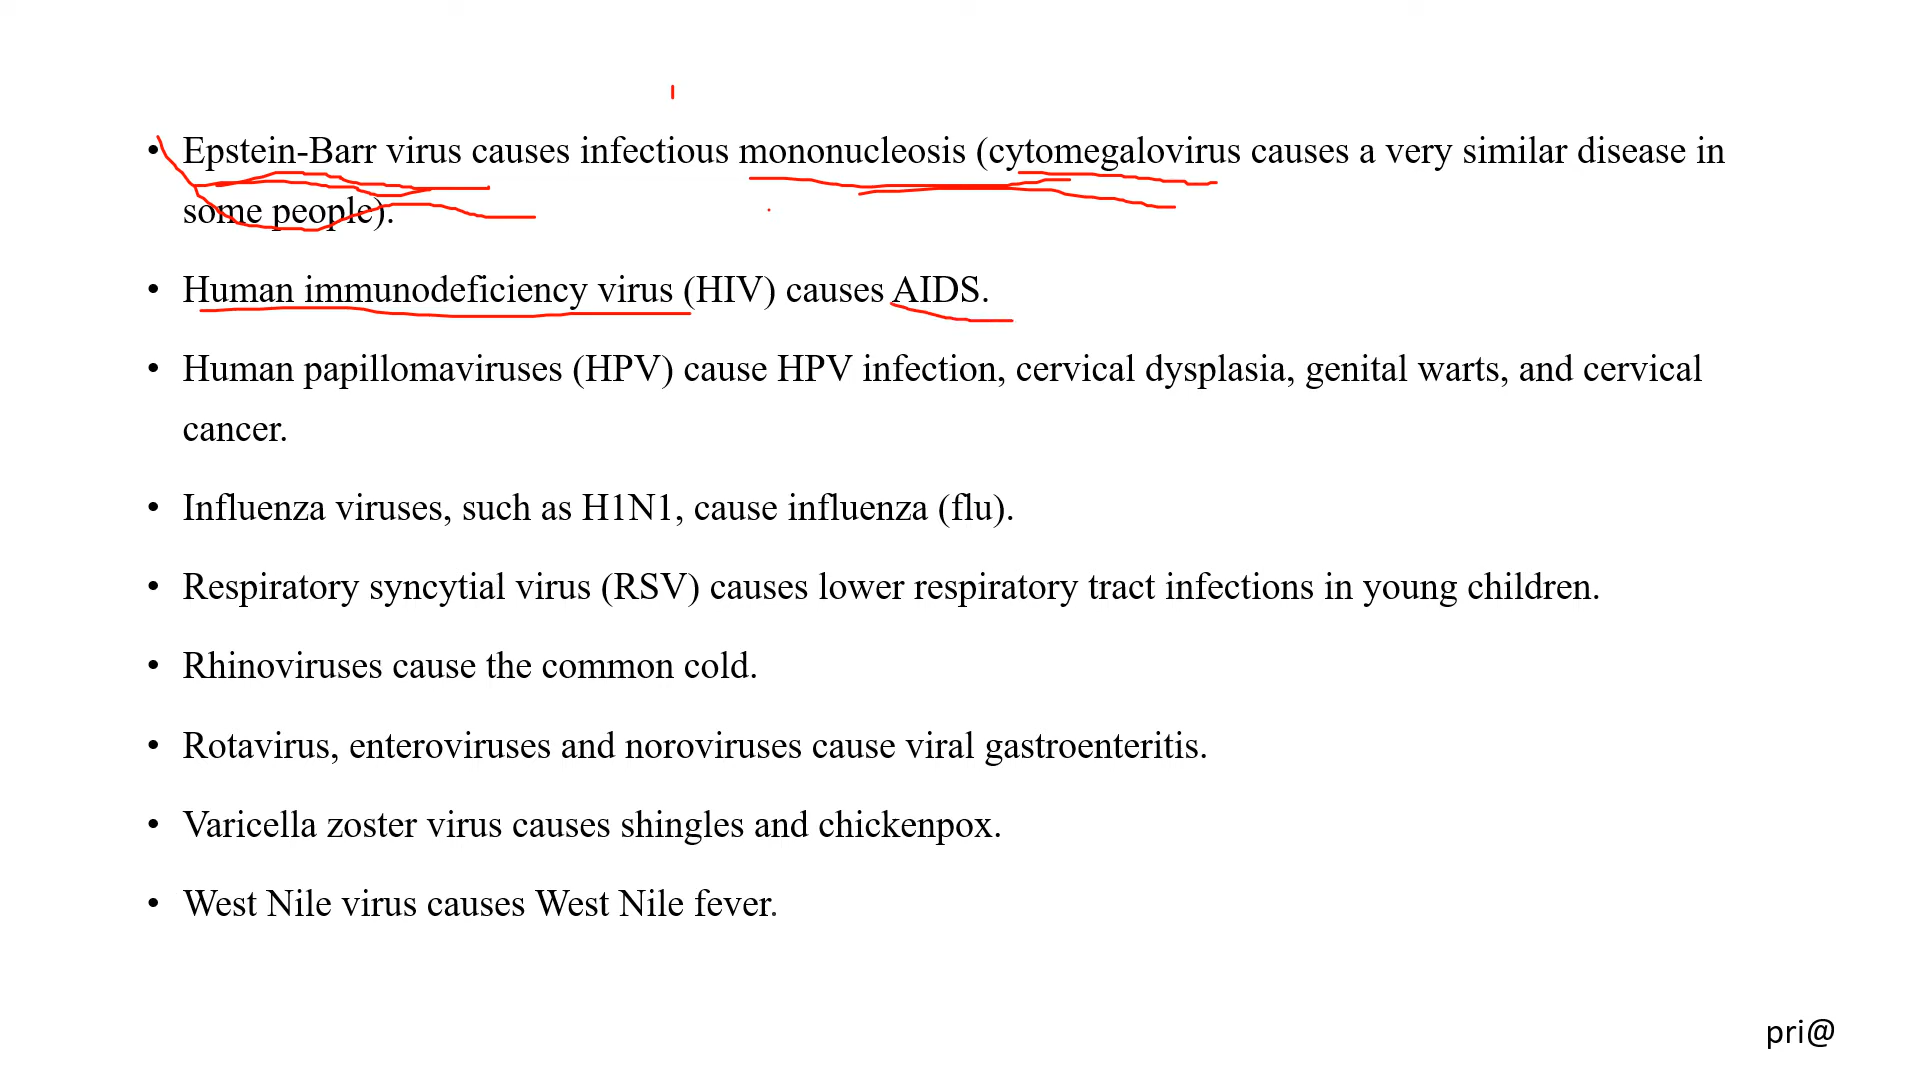 • Epstein-Barr virus causes infectious mononucleosis (cytomegalovirus causes a very similar disease in
some people).
• Human immunodeficiency virus (HIV) causes AIDS.
• Human papillomaviruses (HPV) cause HPV infection, cervical dysplasia, genital warts, and cervical
cancer.
• Influenza viruses, such as H1N1, cause influenza (flu).
• Respiratory syncytial virus (RSV) causes lower respiratory tract infections in young children.
• Rhinoviruses cause the common cold.
• Rotavirus, enteroviruses and noroviruses cause viral gastroenteritis.
• Varicella zoster virus causes shingles and chickenpox.
• West Nile virus causes West Nile fever.
pri@